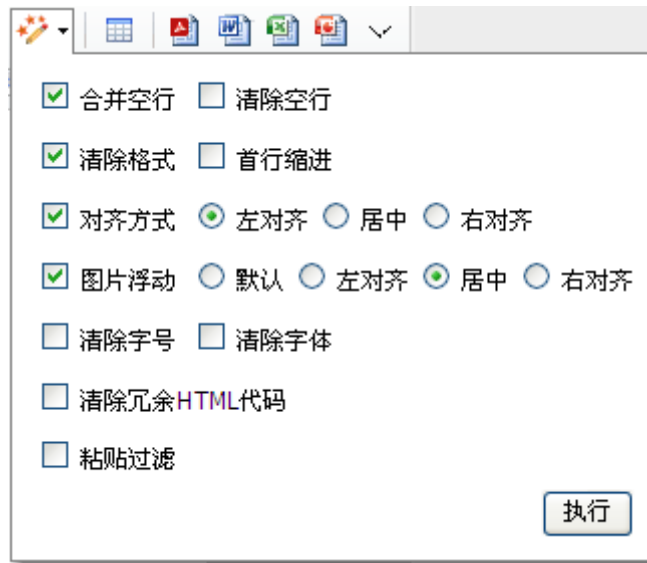 合并空行 清除空行
清除格式 首行缩进
对齐方式 左对齐 居中 右对齐
图片浮动 默认 左对齐 居中 右对齐
清除字号 清除字体
清除冗余HTML代码
粘贴过滤
执行